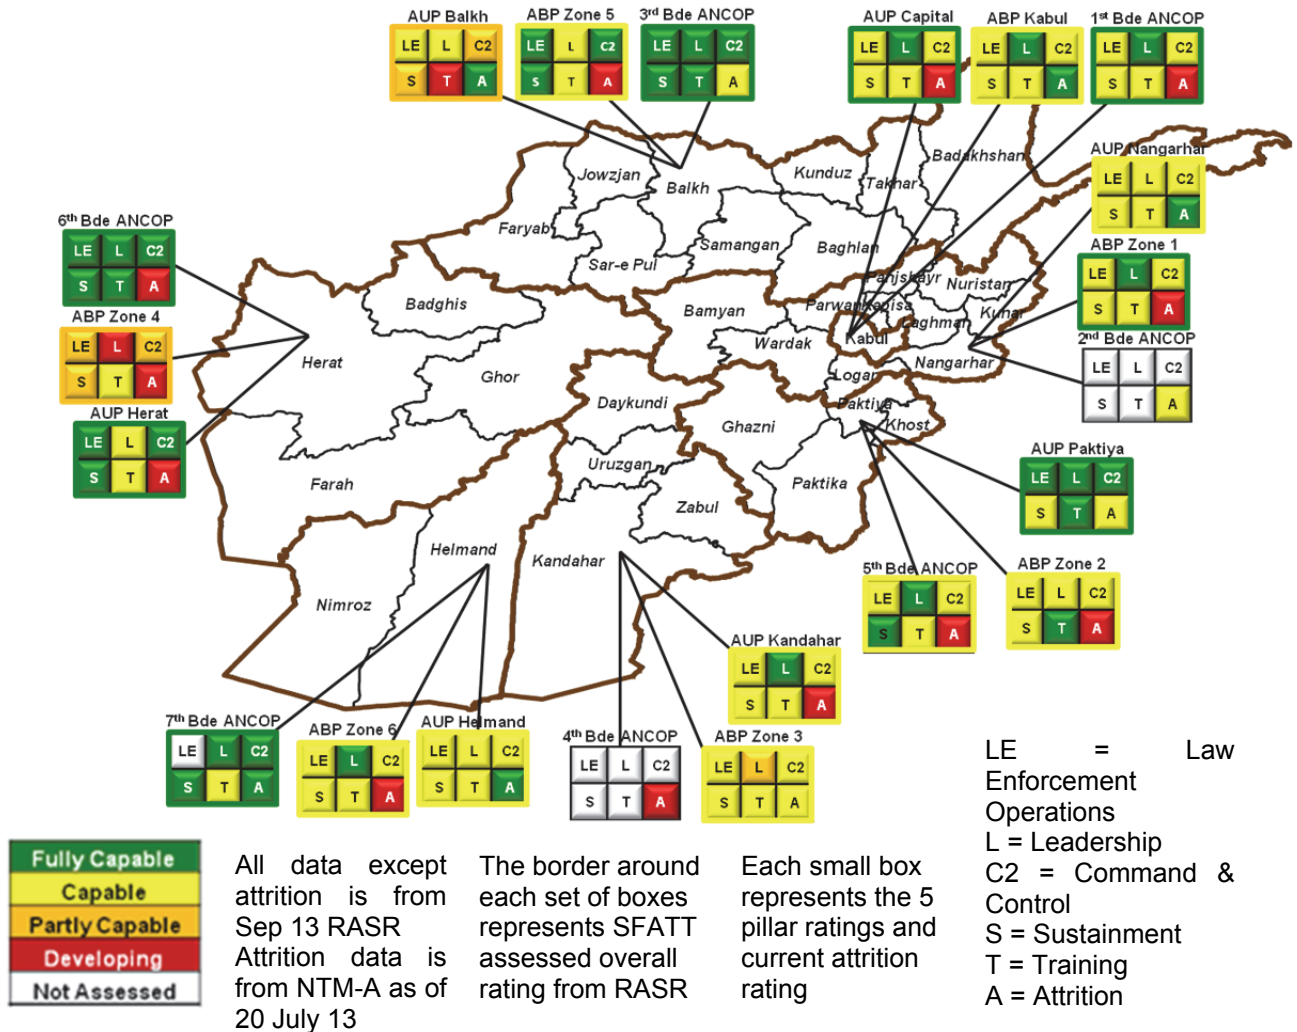 AUP Balkh
LE L C2
S T A
ABP Zone 5
LE L C2
S T A
3rd Bde ANCOP
LE L C2
S T A
AUP Capital
LE L C2
S T A
ABP Kabul
LE L C2
S T A
1st Bde ANCOP
LE L C2
S T A
AUP Nangarhar
LE L C2
S T A
ABP Zone 1
LE L C2
S T A
2nd Bde ANCOP
LE L C2
S T A
6th Bde ANCOP
LE L C2
S T A
ABP Zone 4
LE L C2
S T A
AUP Herat
LE L C2
S T A
Jowzjan
Balkh
Kunduz
Takhar
Badakhshan
Faryab
Sar-e Pul
Samangan
Baghlan
Panjshayr
Nuristan
Badghis
Bamyan
Parwan
Kapisa
Laghman
Kunar
Herat
Ghor
Wardak
Kabul
Nangarhar
Logar
Daykundi
Ghazni
Paktiya
Khost
Uruzgan
Paktika
Farah
Zabul
Helmand
Kandahar
Nimroz
AUP Paktiya
LE L C2
S T A
5th Bde ANCOP
LE L C2
S T A
ABP Zone 2
LE L C2
S T A
AUP Kandahar
LE L C2
S T A
7th Bde ANCOP
LE L C2
S T A
ABP Zone 6
LE L C2
S T A
AUP Helmand
LE L C2
S T A
4th Bde ANCOP
LE L C2
S T A
ABP Zone 3
LE L C2
S T A
Fully Capable
Capable
Partly Capable
Developing
Not Assessed
All data except
attrition is from
Sep 13 RASR
Attrition data is
from NTM-A as of
20 July 13
The border around
each set of boxes
represents SFATT
assessed overall
rating from RASR
Each small box
represents the 5
pillar ratings and
current attrition
rating
LE = Law
Enforcement
Operations
L = Leadership
C2 = Command &
Control
S = Sustainment
T = Training
A = Attrition